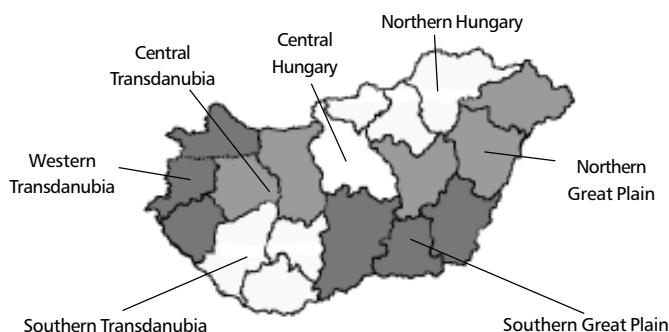 Northern Hungary
Central
Transdanubia
Central
Hungary
Western
Transdanubia
Northern
Great Plain
Southern Transdanubia
Southern Great Plain